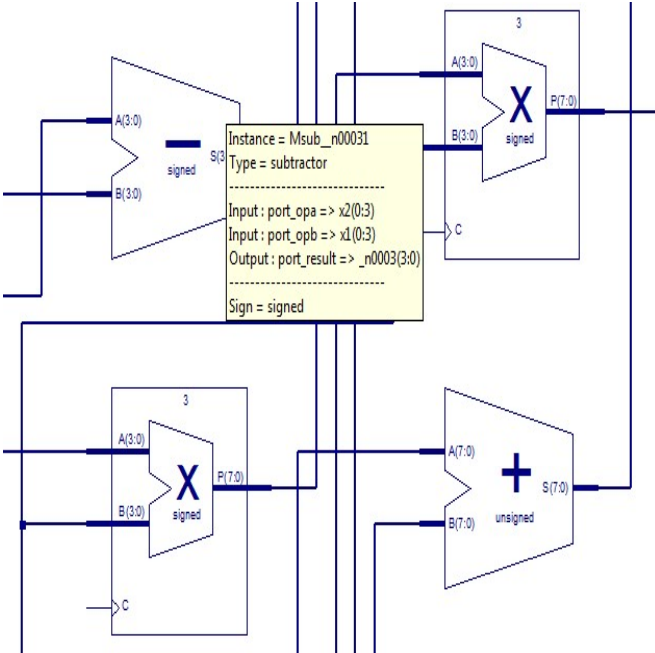 3
A(3:0)
P(7:0)
X
signed
B(3:0)
C
A(3:0)
signed
S(3
B(3:0)
Instance = Msub__n00031
Type = subtractor
------------------------------
Input : port_opa => x2(0:3)
Input : port_opb => x1(0:3)
Output : port_result => _n0003(3:0)
------------------------------
Sign = signed
3
A(3:0)
P(7:0)
X
B(3:0)
signed
C
A(7:0)
+
S(7:0)
unsigned
B(7:0)